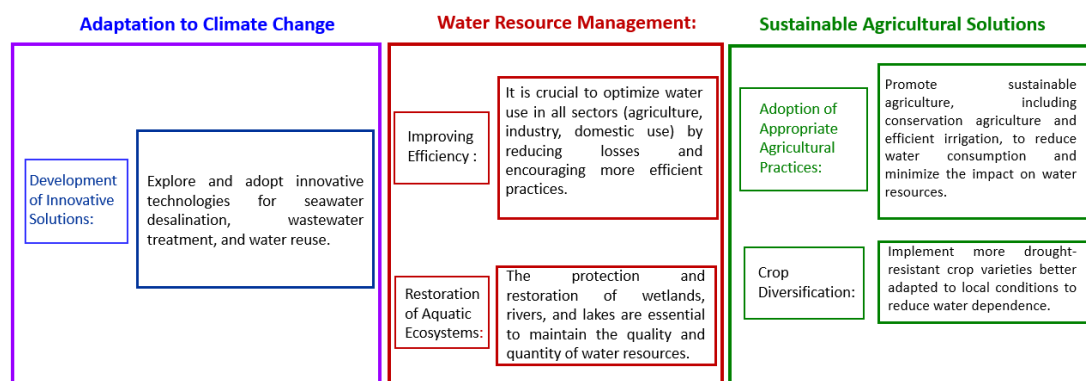 Adaptation to Climate Change
Development
of Innovative
Solutions:
Explore and adopt innovative
technologies for seawater
desalination, wastewater
treatment, and water reuse.
Water Resource Management:
Improving
Efficiency :
It is crucial to optimize water
use in all sectors (agriculture,
industry, domestic use) by
reducing losses and
encouraging more efficient
practices.
Restoration
of Aquatic
Ecosystems:
The protection and
restoration of wetlands,
rivers, and lakes are essential
to maintain the quality and
quantity of water resources.
Sustainable Agricultural Solutions
Adoption of
Appropriate
Agricultural
Practices:
Promote sustainable
agriculture, including
conservation agriculture and
efficient irrigation, to reduce
water consumption and
minimize the impact on water
resources.
Crop
Diversification:
Implement more drought-
resistant crop varieties better
adapted to local conditions to
reduce water dependence.